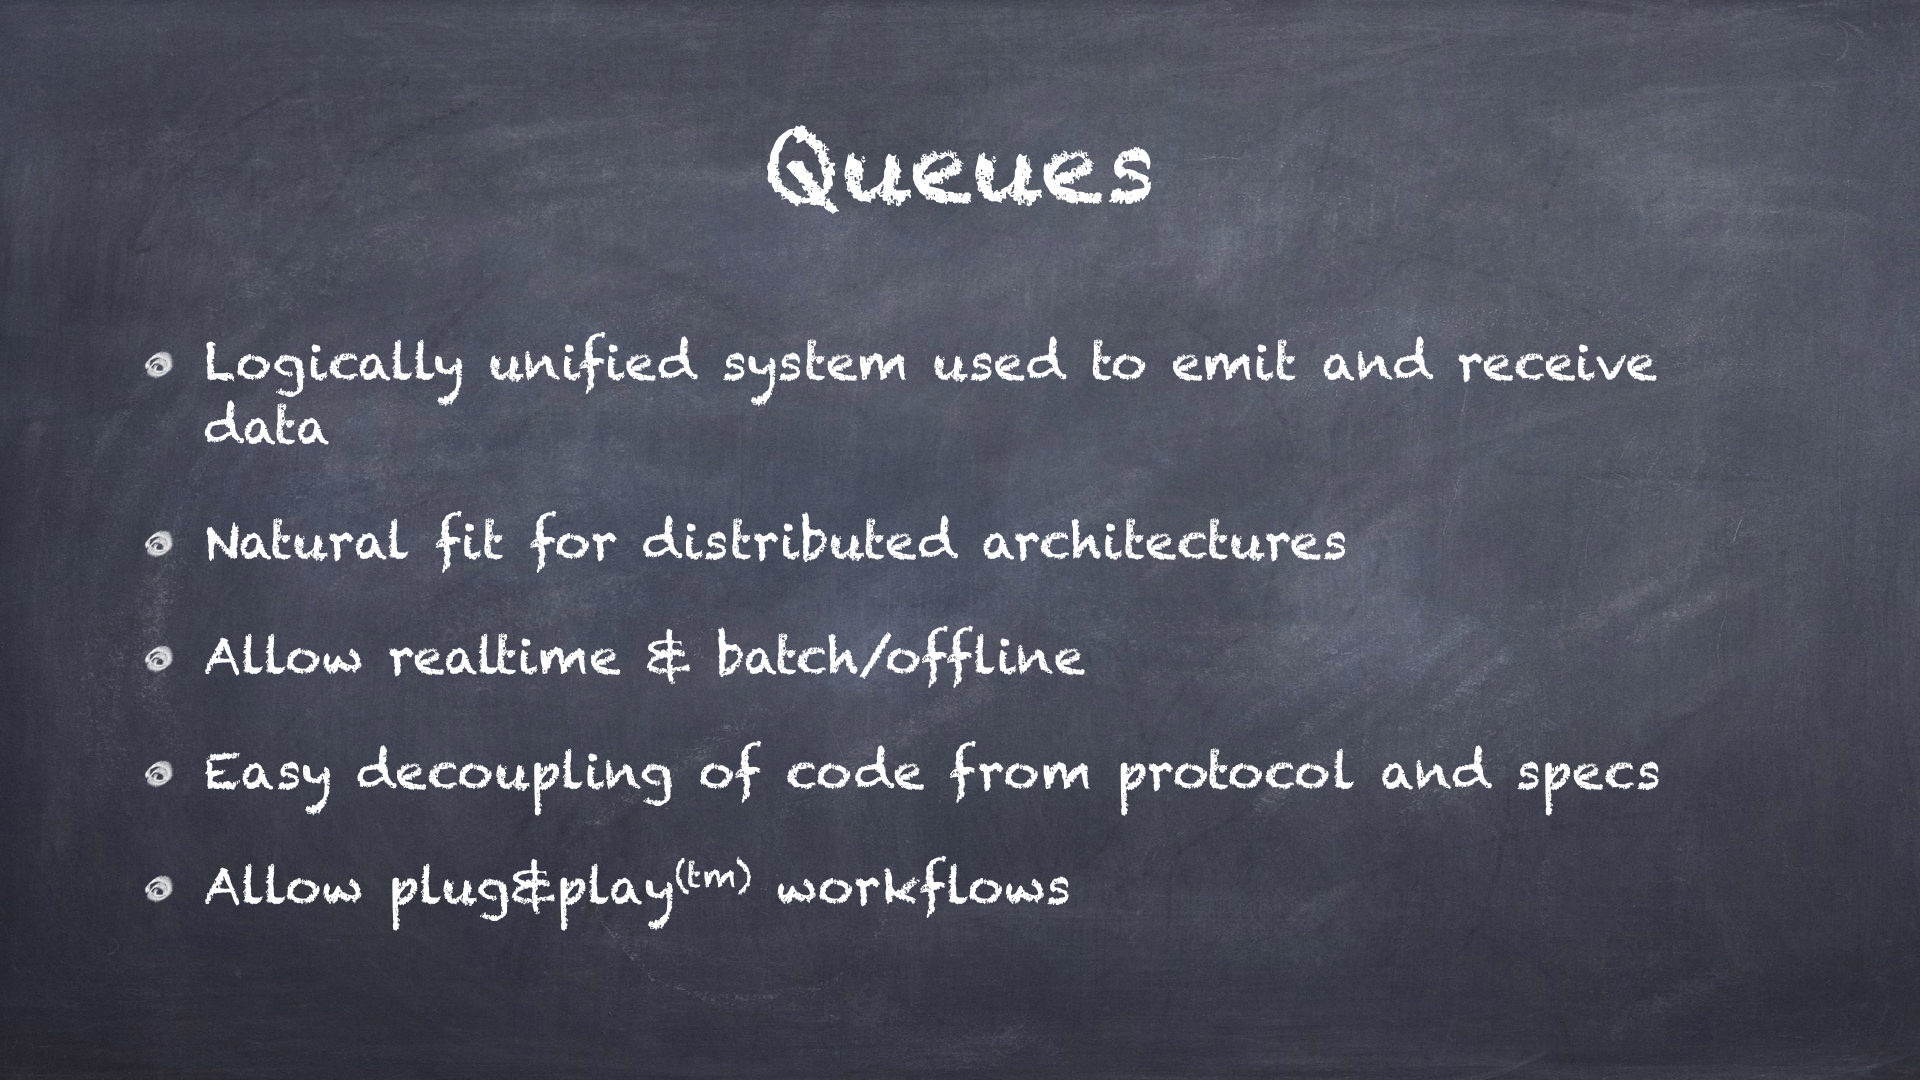 Queues
Logically unified system used to emit and receive
data
Natural fit for distributed architectures
Allow realtime & batch/offline
Easy decoupling of code from protocol and specs
Allow plug&play(tm) workflows